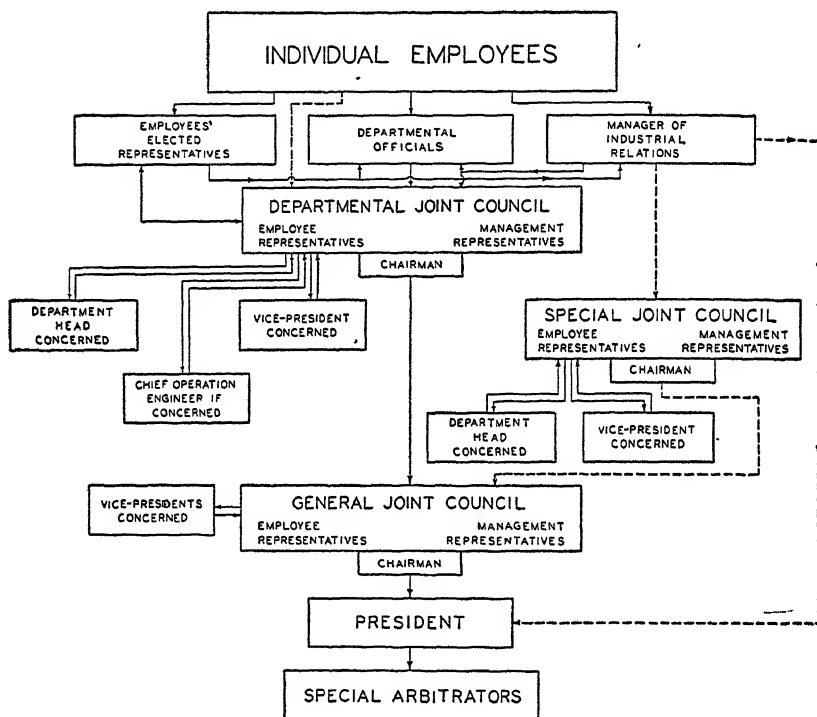 INDIVIDUAL EMPLOYEES
EMPLOYEES'
ELECTED
REPRESENTATIVES
DEPARTMENTAL
OFFICIALS
MANAGER OF
INDUSTRIAL
RELATIONS
DEPARTMENTAL JOINT COUNCIL
EMPLOYEE
REPRESENTATIVES
MANAGEMENT
REPRESENTATIVES
CHAIRMAN
DEPARTMENT
HEAD
CONCERNED
VICE-PRESIDENT
CONCERNED
CHIEF OPERATION
ENGINEER IF
CONCERNED
SPECIAL JOINT COUNCIL
EMPLOYEE
REPRESENTATIVES
MANAGEMENT
REPRESENTATIVES
CHAIRMAN
DEPARTMENT
HEAD
CONCERNED
VICE-PRESIDENT
CONCERNED
VICE-PRESIDENTS
CONCERNED
GENERAL JOINT COUNCIL
EMPLOYEE
REPRESENTATIVES
MANAGEMENT
REPRESENTATIVES
CHAIRMAN
PRESIDENT
SPECIAL ARBITRATORS